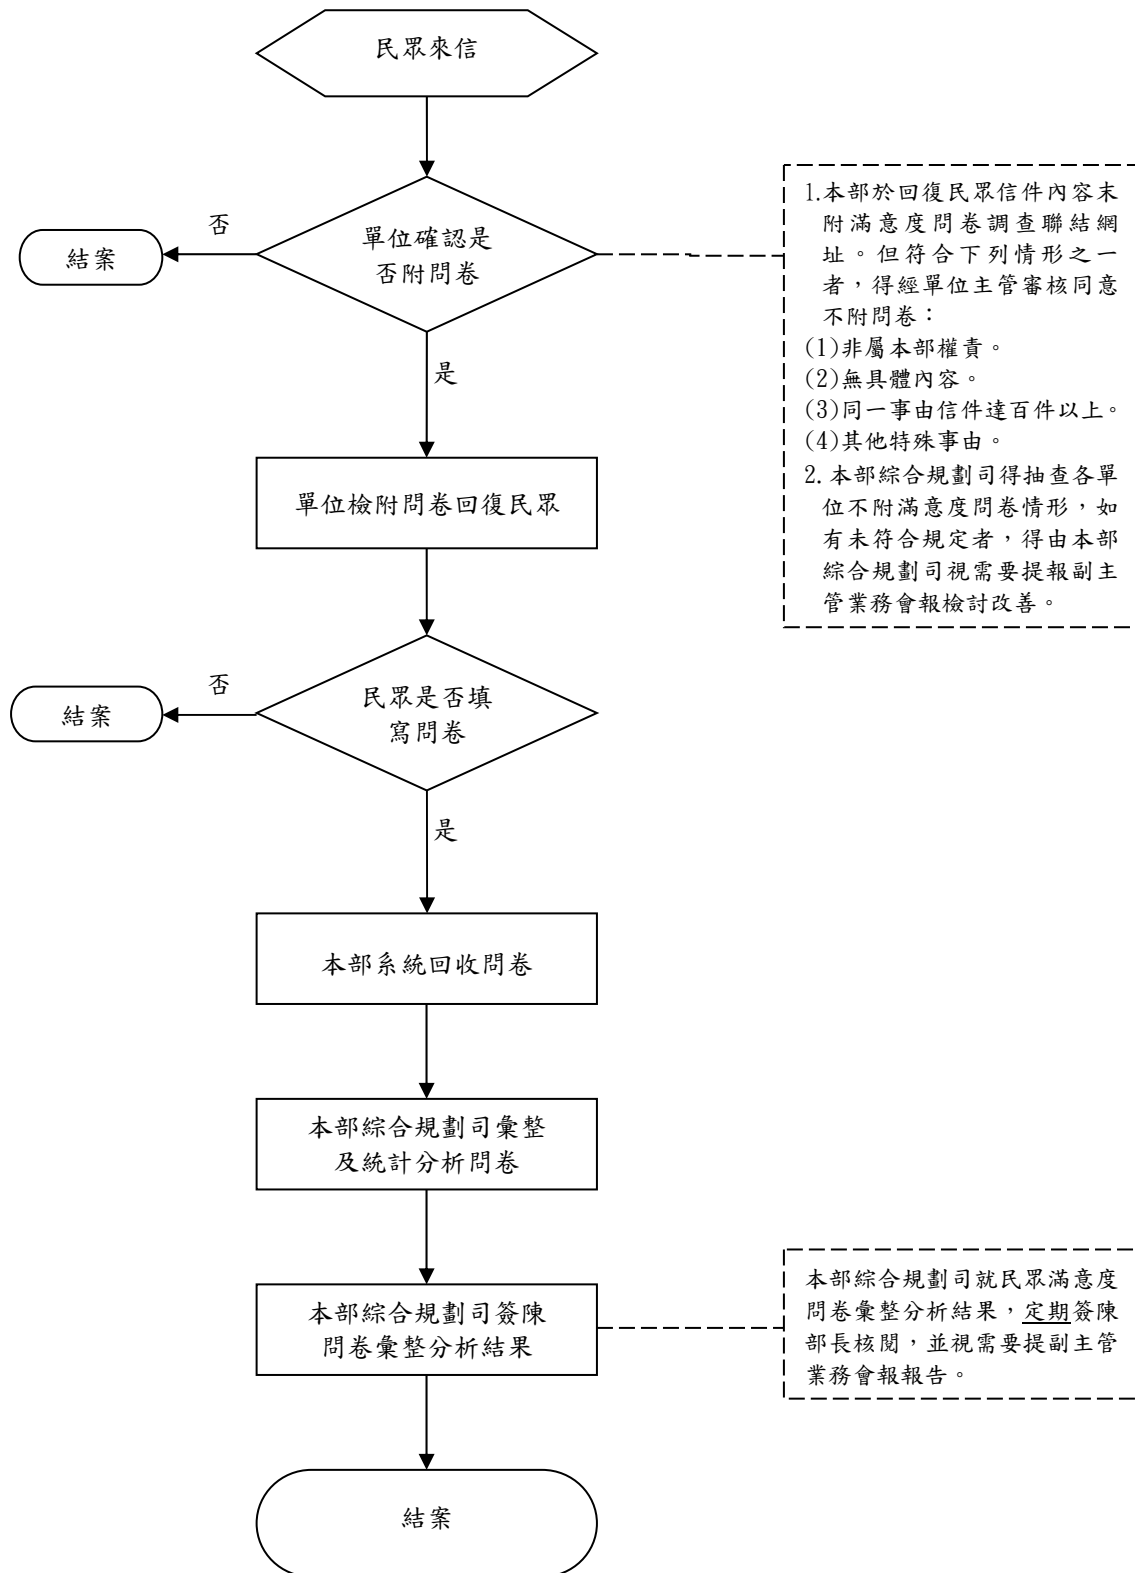 民眾來信
單位確認是
否附問卷
否
結案
是
1.本部於回復民眾信件內容末
附滿意度問卷調查聯結網
址。但符合下列情形之一
者，得經單位主管審核同意
不附問卷：
(1)非屬本部權責。
(2)無具體內容。
(3)同一事由信件達百件以上。
(4)其他特殊事由。
2.本部綜合規劃司得抽查各單
位不附滿意度問卷情形，如
有未符合規定者，得由本部
綜合規劃司視需要提報副主
管業務會報檢討改善。
單位檢附問卷回復民眾
民眾是否填
寫問卷
否
結案
是
本部系統回收問卷
本部綜合規劃司彙整
及統計分析問卷
本部綜合規劃司簽陳
問卷彙整分析結果
本部綜合規劃司就民眾滿意度
問卷彙整分析結果，定期簽陳
部長核閱，並視需要提副主管
業務會報報告。
結案